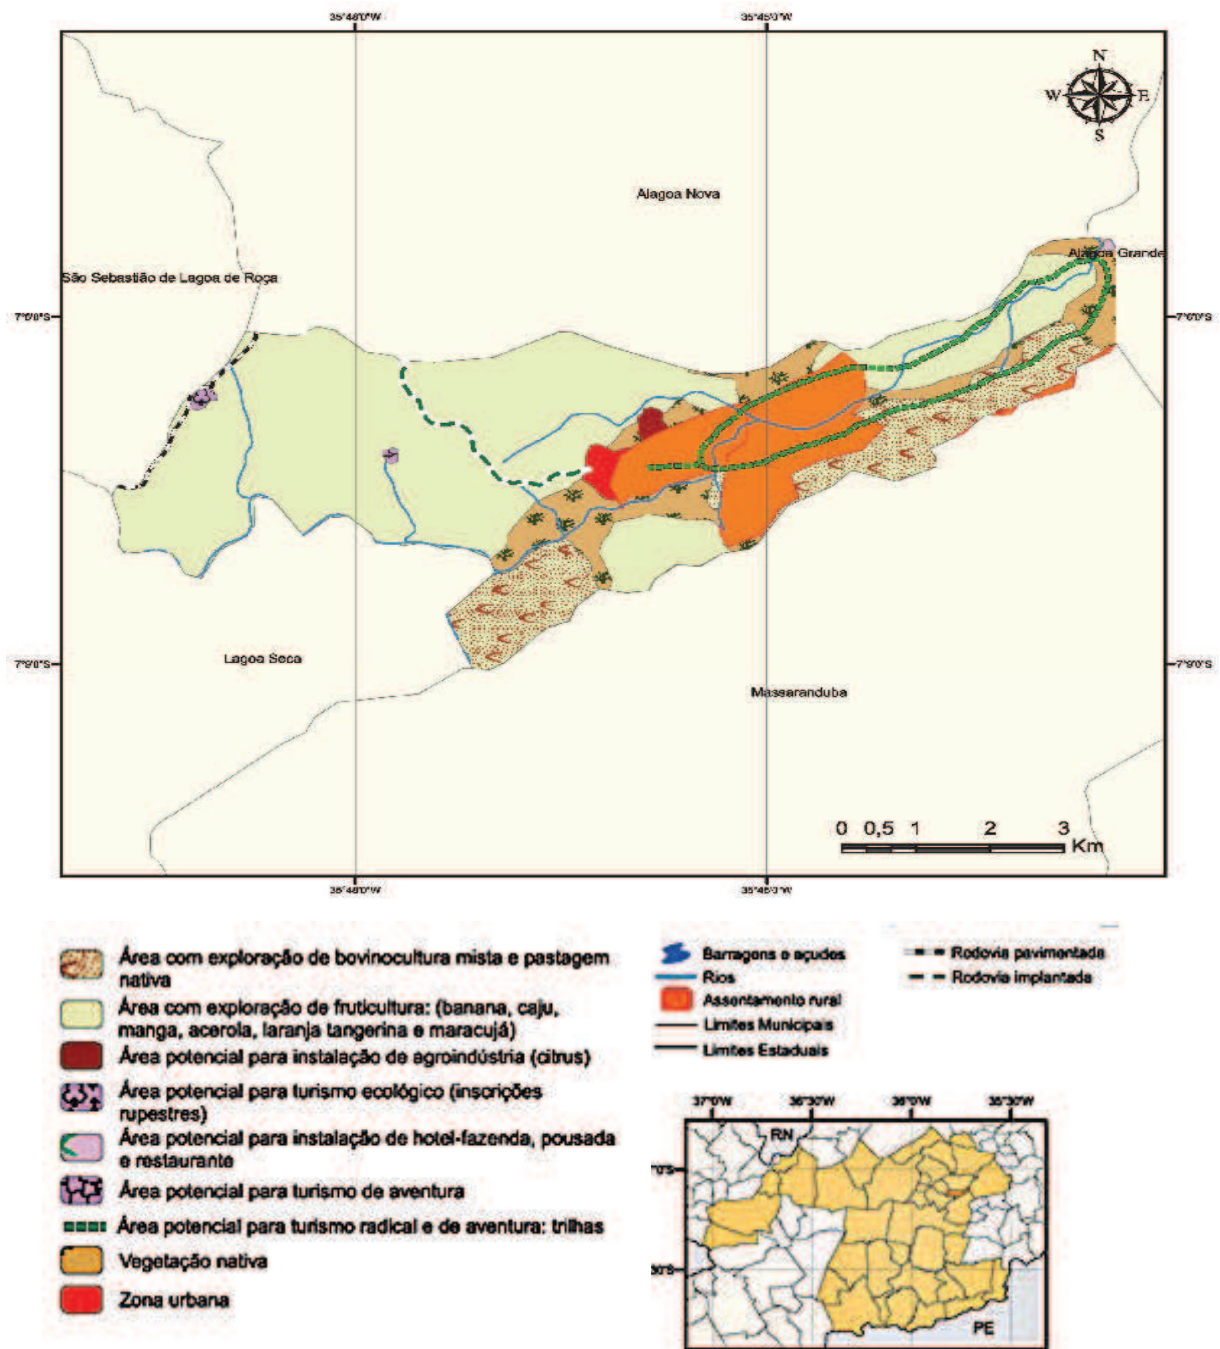 35°48'0"W
35°45'0"W
N
W
E
S
Alagoa Nova
Alagoa Grande
São Sebastião de Lagoa de Roça
7°6'0"S
7°6'0"S
7°9'0"S
Lagoa Seca
7°9'0"S
Massaranduba
0 0,5 1 2 3
Km
35°48'0"W
35°45'0"W
Área com exploração de bovinocultura mista e pastagem
nativa
Área com exploração de fruticultura: (banana, caju,
manga, acerola, laranja tangerina e maracujá)
Área potencial para instalação de agroindústria (citrus)
Área potencial para turismo ecológico (inscrições
rupestres)
Área potencial para instalação de hotel-fazenda, pousada
e restaurante
Área potencial para turismo de aventura
Área potencial para turismo radical e de aventura: trilhas
Vegetação nativa
Zona urbana
Barragens e açudes
Rios
Assentamento rural
Limites Municipais
Limites Estaduais
Rodovia pavimentada
Rodovia implantada
37°0'W
36°30'W
36°0'W
35°30'W
RN
PE